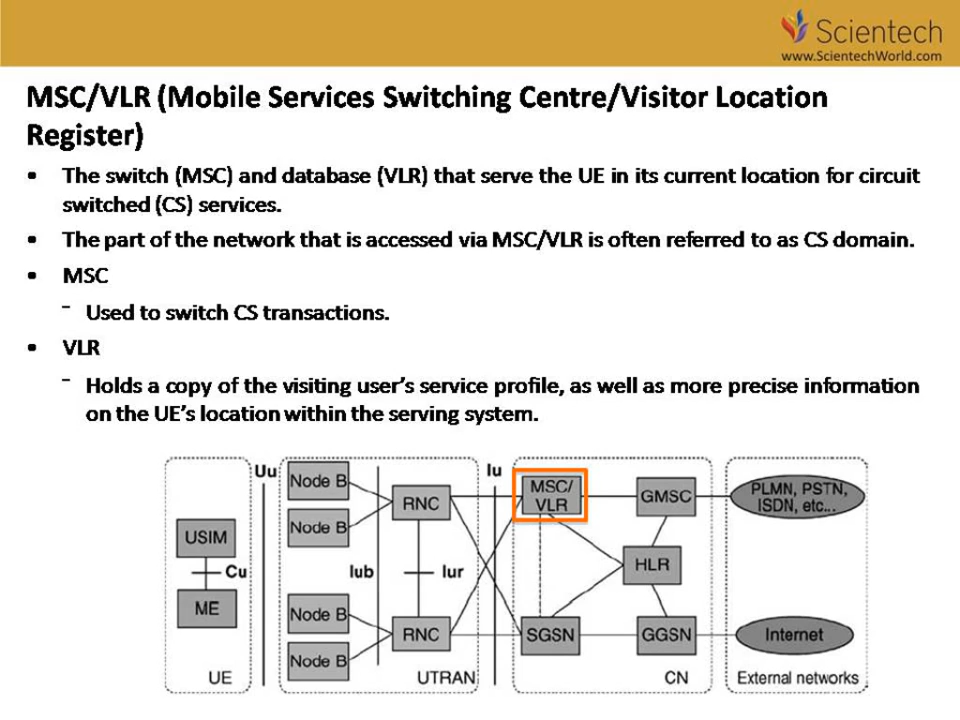 Scientech
www.ScientechWorld.com
MSC/VLR (Mobile Services Switching Centre/Visitor Location
Register)
• The switch (MSC) and database (VLR) that serve the UE in its current location for circuit
switched (CS) services.
• The part of the network that is accessed via MSC/VLR is often referred to as CS domain.
• MSC
– Used to switch CS transactions.
• VLR
– Holds a copy of the visiting user's service profile, as well as more precise information
on the UE's location within the serving system.
USIM
Cu
ME
UE
Uu
Node B
Node B
Node B
Node B
Iub
RNC
Iur
RNC
UTRAN
Iu
MSC/
VLR
GMSC
HLR
SGSN
GGSN
CN
PLMN, PSTN,
ISDN, etc...
Internet
External networks